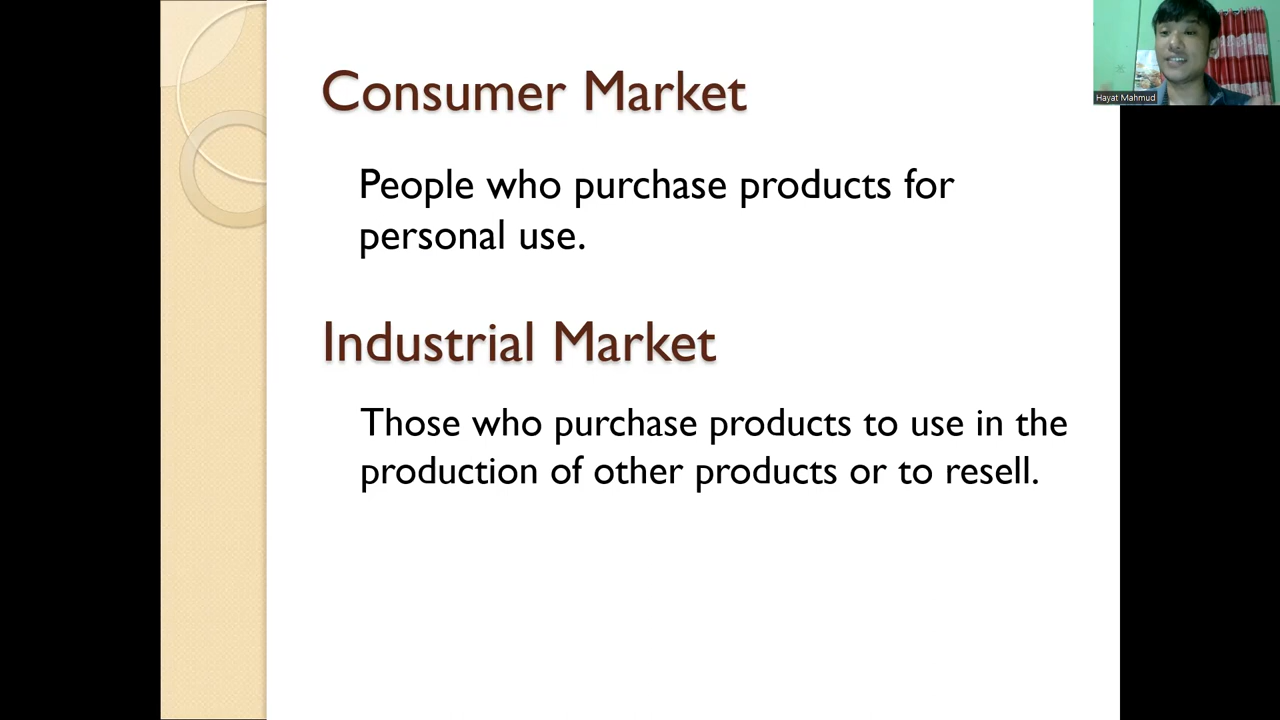 Consumer Market
People who purchase products for
personal use.
Industrial Market
Those who purchase products to use in the
production of other products or to resell.
Hayat Mahmud